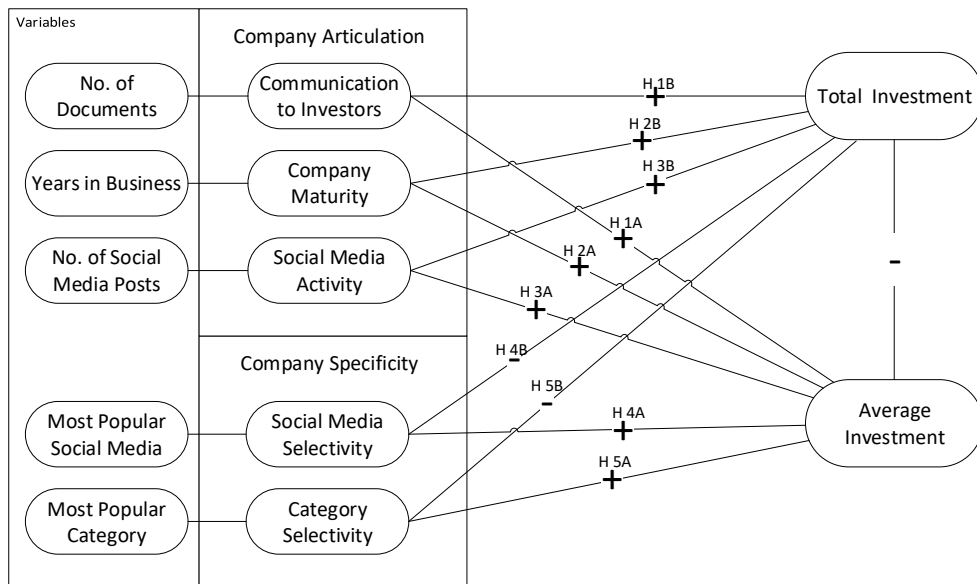 Variables
Company Articulation
No. of
Documents
Communication
to Investors
H 1B
+
Total Investment
H 2B
+
Years in Business
Company
Maturity
H 3B
+
H 1A
+
No. of Social
Media Posts
Social Media
Activity
H 2A
+
-
H 3A
+
Company Specificity
H 4B
-
H 5B
-
Most Popular
Social Media
Social Media
Selectivity
H 4A
+
Average
Investment
H 5A
+
Most Popular
Category
Category
Selectivity